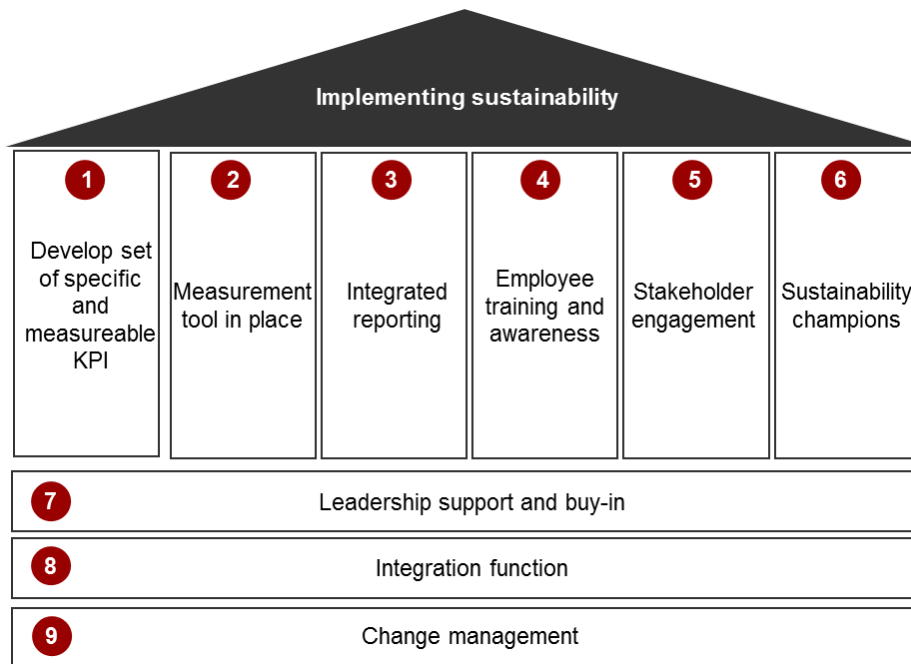 Implementing sustainability
1
Develop set
of specific
and
measureable
KPI
2
Measurement
tool in place
3
Integrated
reporting
4
Employee
training and
awareness
5
Stakeholder
engagement
6
Sustainability
champions
7
Leadership support and buy-in
8
Integration function
9
Change management